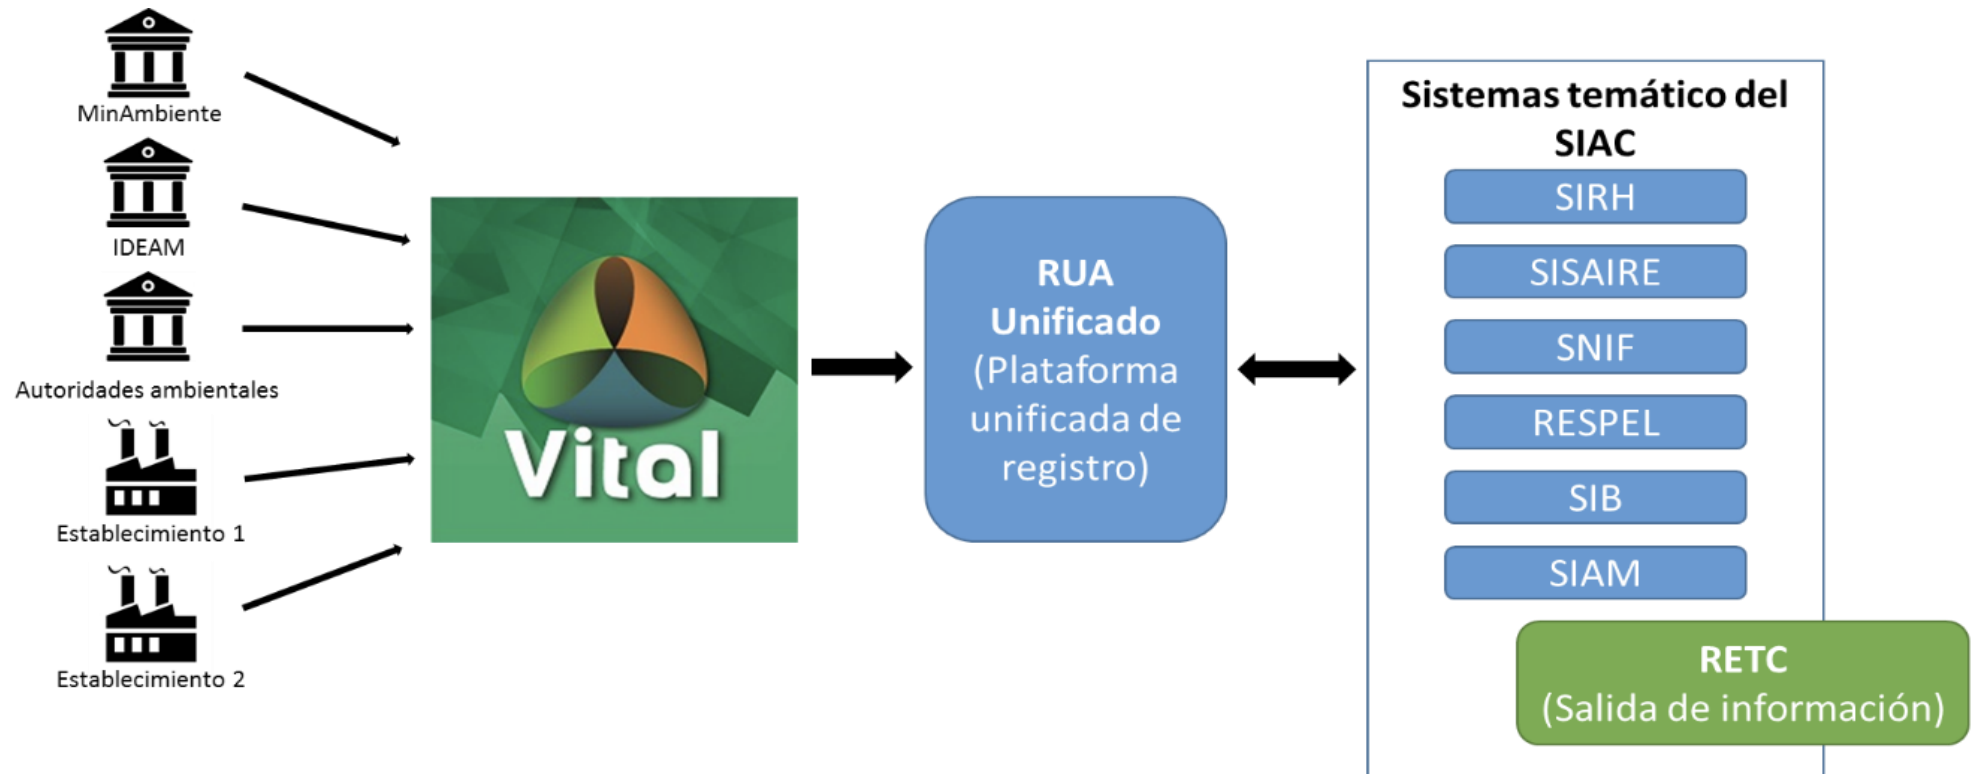 MinAmbiente
IDEAM
Autoridades ambientales
Establecimiento 1
Establecimiento 2
Vital
RUA
Unificado
(Plataforma
unificada de
registro)
Sistemas temático del
SIAC
SIRH
SISAIRE
SNIF
RESPEL
SIB
SIAM
RETC
(Salida de información)